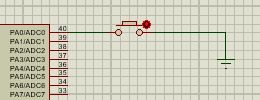 PA0/ADC0 40
PA1/ADC1 39
PA2/ADC2 38
PA3/ADC3 37
PA4/ADC4 36
PA5/ADC5 35
PA6/ADC6 34
PA7/ADC7 33